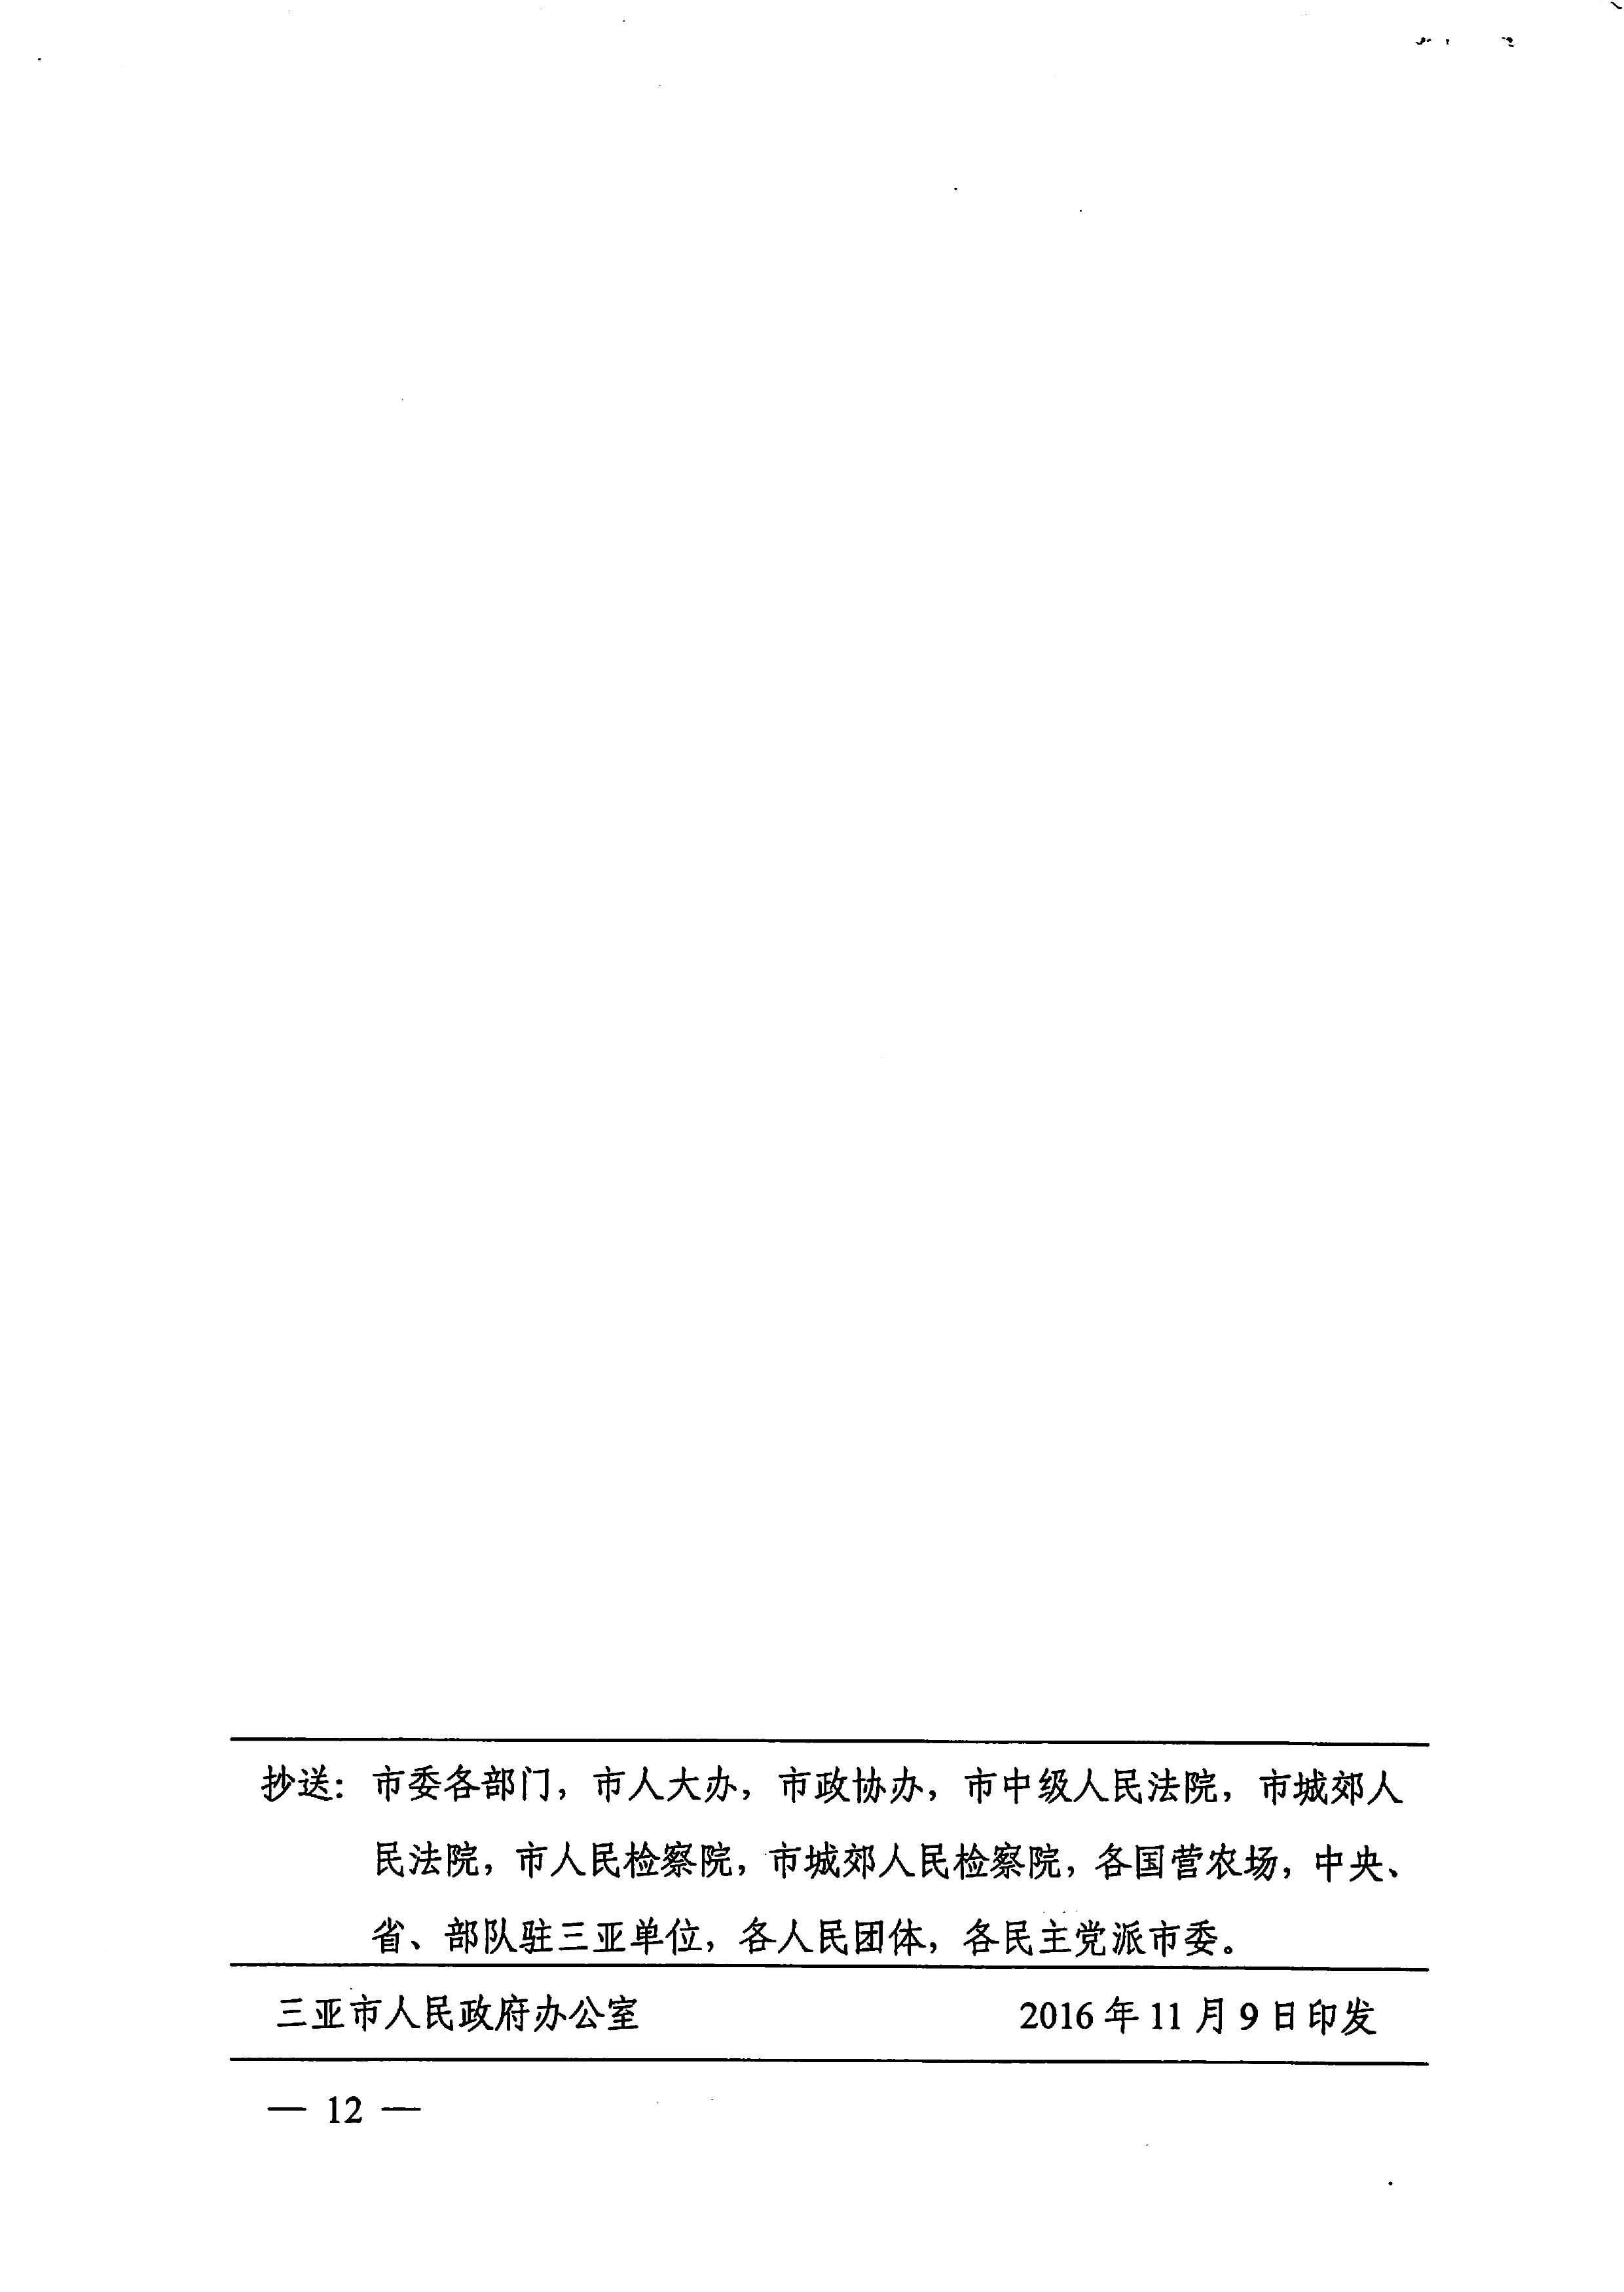 抄送：市委各部门，市人大办，市政协办，市中级人民法院，市城郊人
民法院，市人民检察院，市城郊人民检察院，各国营农场，中央、
省、部队驻三亚单位，各人民团体，各民主党派市委。
三亚市人民政府办公室 2016年11月9日印发
— 12 —